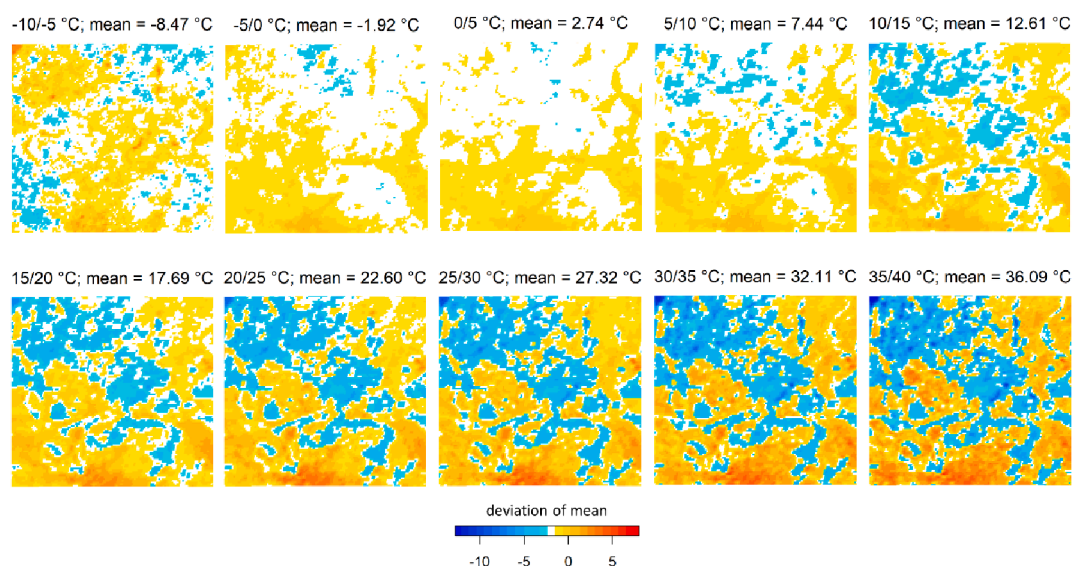 -10/-5 °C; mean = -8.47 °C -5/0 °C; mean = -1.92 °C 0/5 °C; mean = 2.74 °C 5/10 °C; mean = 7.44 °C 10/15 °C; mean = 12.61 °C
15/20 °C; mean = 17.69 °C 20/25 °C; mean = 22.60 °C 25/30 °C; mean = 27.32 °C 30/35 °C; mean = 32.11 °C 35/40 °C; mean = 36.09 °C
deviation of mean
-10 -5 0 5